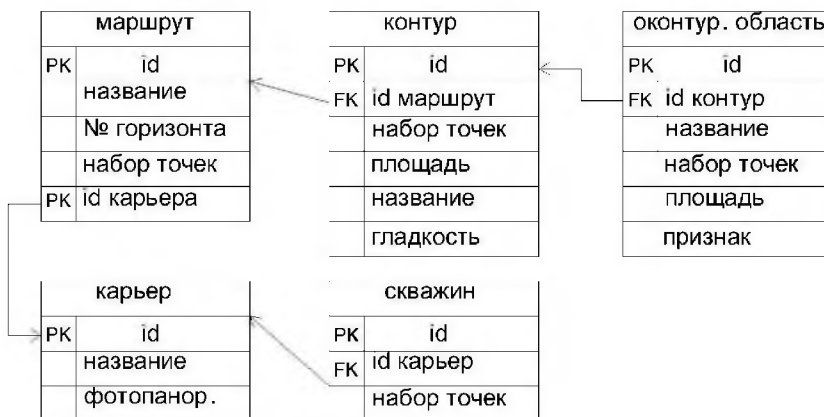 маршрут
PK id
название
№ горизонта
набор точек
PK id карьера
контур
PK id
FK id маршрут
набор точек
площадь
название
гладкость
оконтур. область
PK id
FK id контур
название
набор точек
площадь
признак
карьер
PK id
название
фотопанор.
скважин
PK id
FK id карьер
набор точек